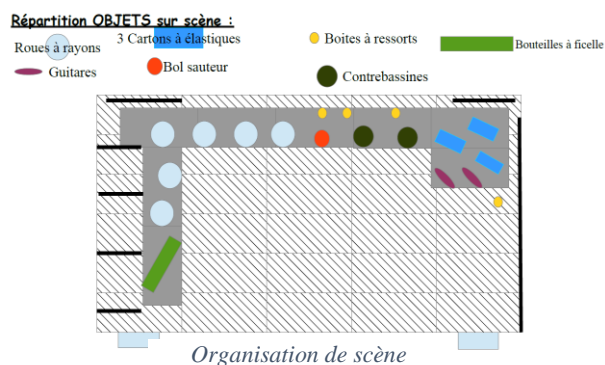 Répartition OBJETS sur scène :
Roues à rayons
3 Cartons à élastiques
Boites à ressorts
Bouteilles à ficelle
Guitares
Bol sauteur
Contrebassines
Organisation de scène